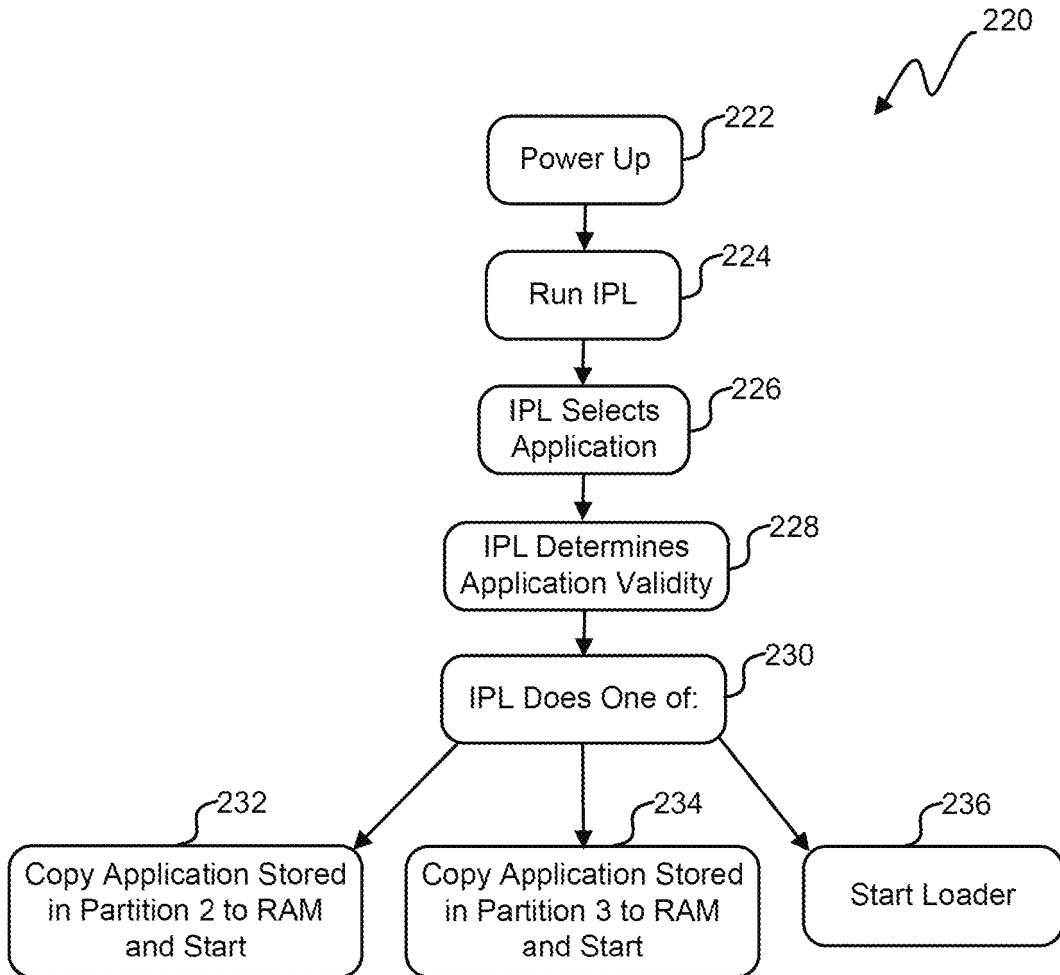 220
222
Power Up
224
Run IPL
226
IPL Selects
Application
228
IPL Determines
Application Validity
230
IPL Does One of:
232
Copy Application Stored
in Partition 2 to RAM
and Start
234
Copy Application Stored
in Partition 3 to RAM
and Start
236
Start Loader